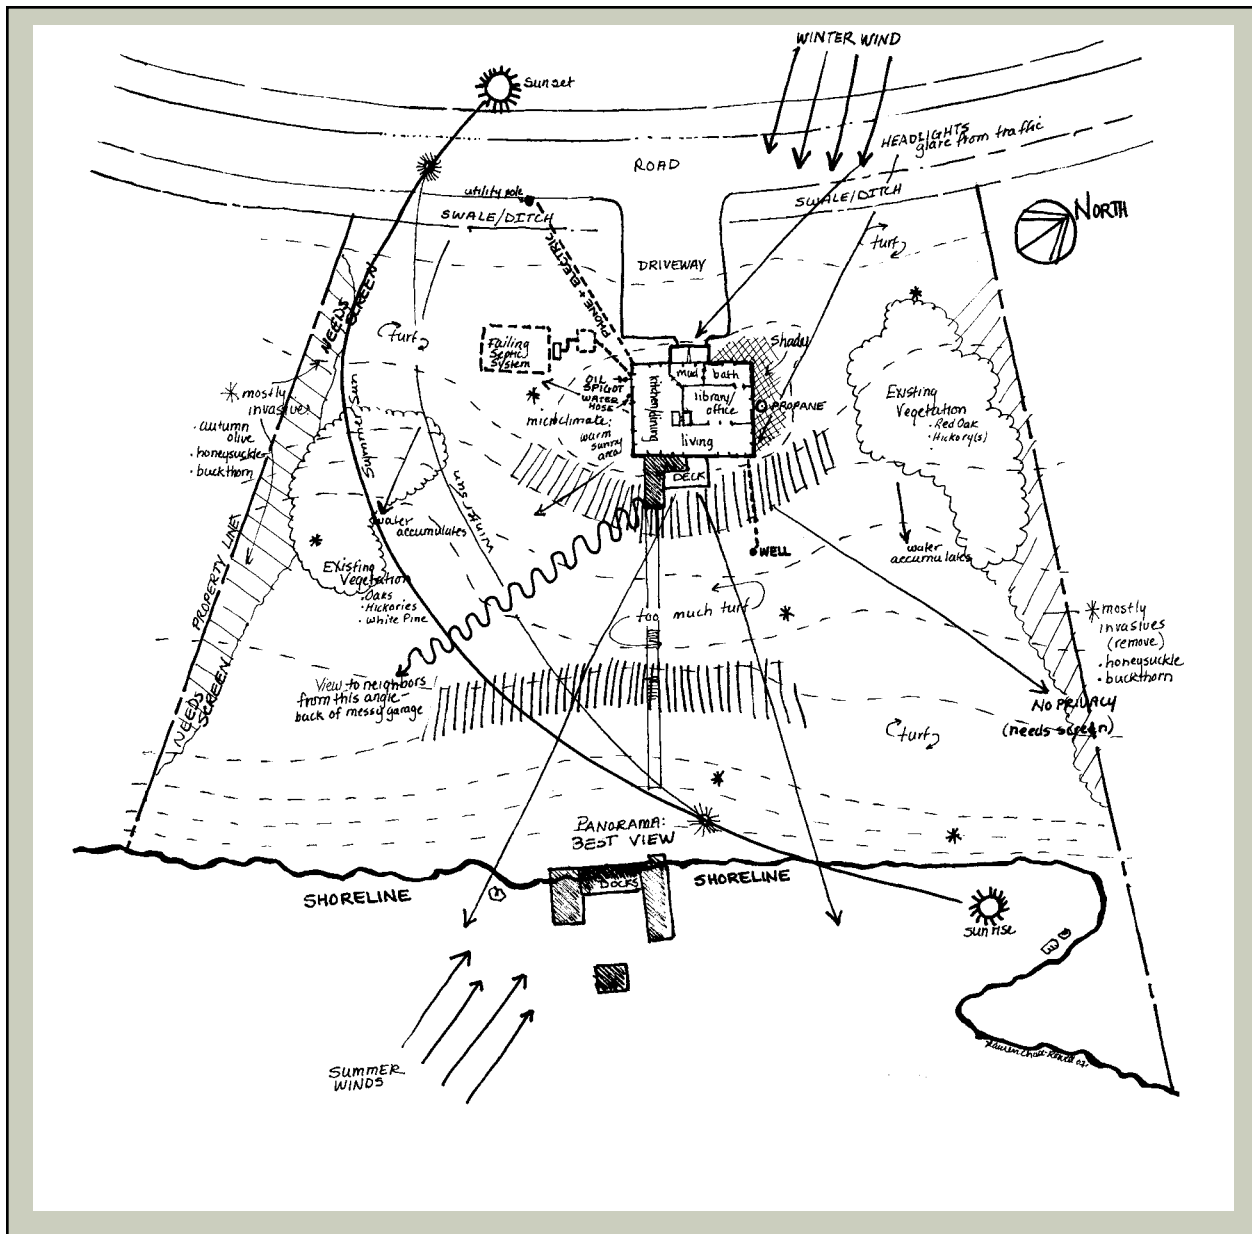 WINTER WIND
Sunset
HEADLIGHTS
glare from traffic
ROAD
utility pole
SWALE/DITCH
SWALE/DITCH
NORTH
turf
DRIVEWAY
PHONE + ELECTRIC
NEEDS
SCREEN
turf
Failing
Septic
System
Shady
mud
bath
OIL
SPIGOT
WATER
HOSE
kitchen/dining
library/
office
PROPANE
living
DECK
microclimate:
warm
sunny
area
Existing
Vegetation
• Red Oak
• Hickory(s)
mostly
invasive
• autumn
olive
• honeysuckle
• buckthorn
Summer Sun
winter sun
water
accumulates
water
accumulates
WELL
PROPERTY LINE
Existing
Vegetation
• Oaks
• Hickories
• White Pine
too much turf
mostly
invasives
(remove)
• honeysuckle
• buckthorn
NEEDS
SCREEN
View to neighbors
from this angle-
back of messy garage
NO PRIVACY
(needs screen)
turf
PANORAMA:
BEST VIEW
SHORELINE
DOCKS
SHORELINE
sunrise
SUMMER
WINDS